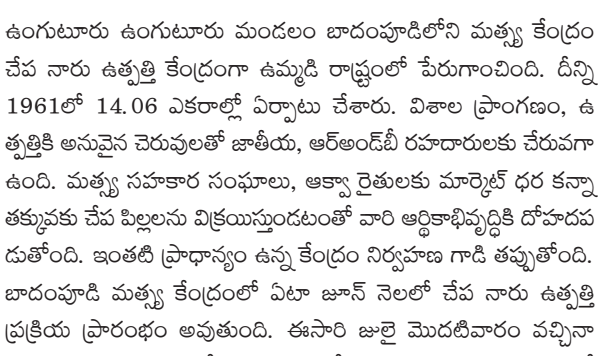 ఉంగుటూరు ఉంగుటూరు మండలం బాదంపూడిలోని మత్స్య కేంద్రం
చేప నారు ఉత్పత్తి కేంద్రంగా ఉమ్మడి రాష్ట్రంలో పేరుగాంచింది. దీన్ని
1961లో 14.06 ఎకరాల్లో ఏర్పాటు చేశారు. విశాల ప్రాంగణం, ఉ
త్పత్తికి అనువైన చెరువులతో జాతీయ, ఆర్అండ్‌బీ రహదారులకు చేరువగా
ఉంది. మత్స్య సహకార సంఘాలు, ఆక్వా రైతులకు మార్కెట్ ధర కన్నా
తక్కువకు చేప పిల్లలను విక్రయిస్తుండటంతో వారి ఆర్థికాభివృద్ధికి దోహదప
డుతోంది. ఇంతటి ప్రాధాన్యం ఉన్న కేంద్రం నిర్వహణ గాడి తప్పుతోంది.
బాదంపూడి మత్స్య కేంద్రంలో ఏటా జూన్ నెలలో చేప నారు ఉత్పత్తి
ప్రక్రియ ప్రారంభం అవుతుంది. ఈసారి జులై మొదటివారం వచ్చినా